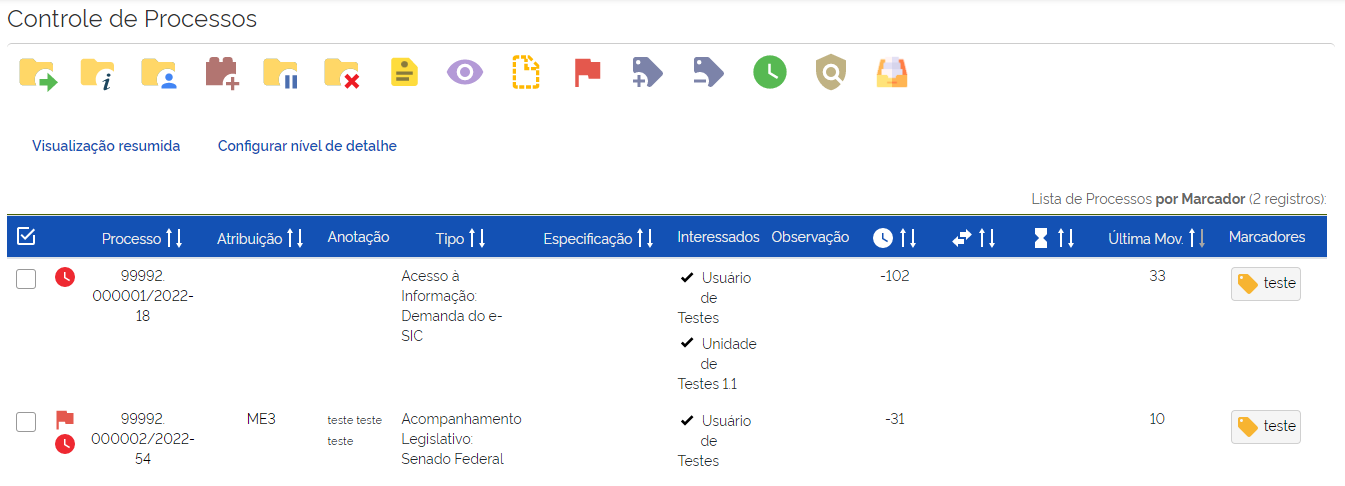 Controle de Processos
Visualização resumida Configurar nível de detalhe
Lista de Processos por Marcador (2 registros):
Processo Atribuição Anotação Tipo Especificação Interessados Observação Última Mov. Marcadores
99992.
000001/2022-
18
Acesso à
Informação:
Demanda do e-
SIC
Usuário
de
Testes
Unidade
de
Testes 1.1
-102
33
teste
99992.
000002/2022-
54
ME3
teste teste
teste
Acompanhamento
Legislativo:
Senado Federal
Usuário
de
Testes
-31
10
teste